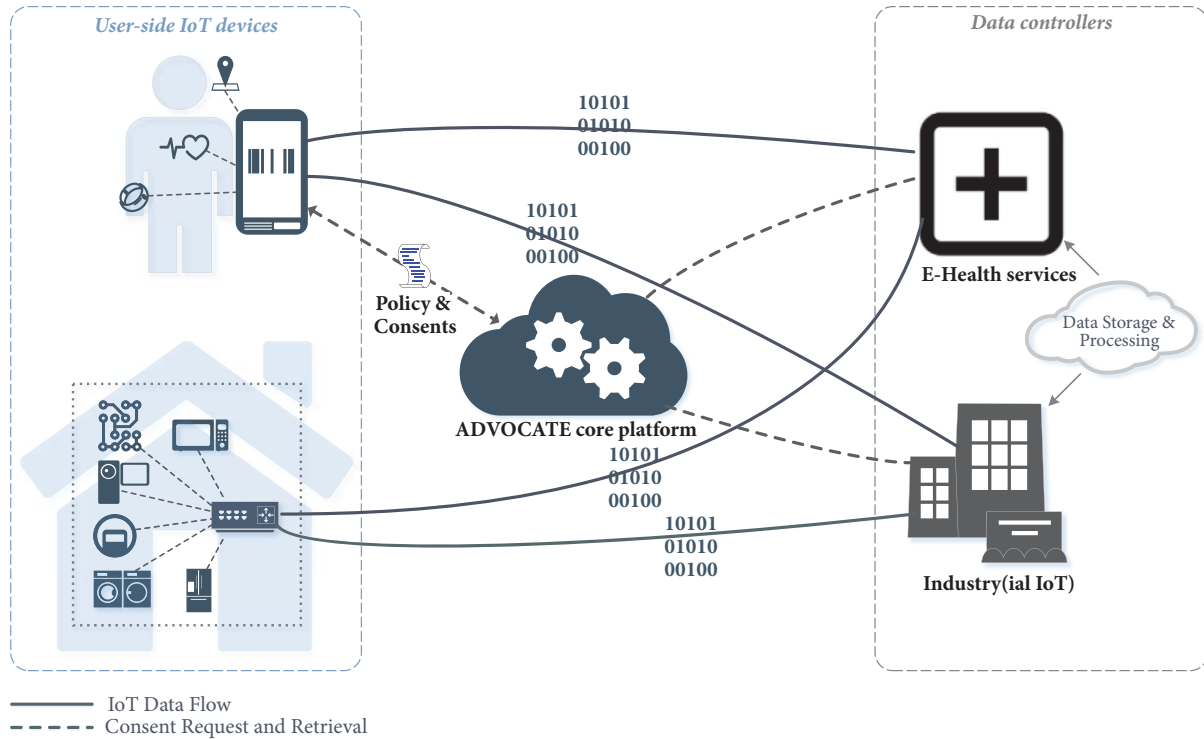 User-side IoT devices
Data controllers
10101
01010
00100
10101
01010
00100
E-Health services
Policy &
Consents
Data Storage &
Processing
ADVOCATE core platform
10101
01010
00100
10101
01010
00100
Industry(ial IoT)
IoT Data Flow
Consent Request and Retrieval